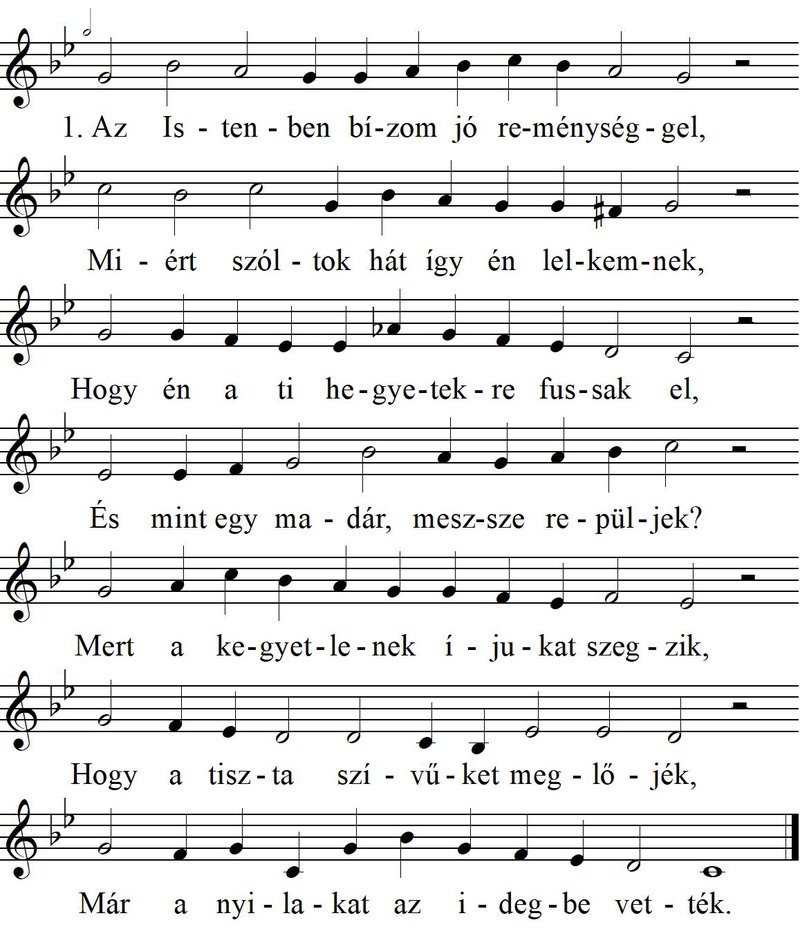 1. Az Is - ten - ben bí-zom jó re-ménység-gel,
Mi - ért szól - tok hát így én lel-kem-nek,
Hogy én a ti he-gye-tek-re fus-sak el,
És mint egy ma - dár, mesz-sze re - pül-jek?
Mert a ke-gyet-le-nek í - ju-kat szeg-zik,
Hogy a tisz-ta szí - vű-ket meg - lő - jék,
Már a nyi-la-kat az i-deg-be vet-ték.